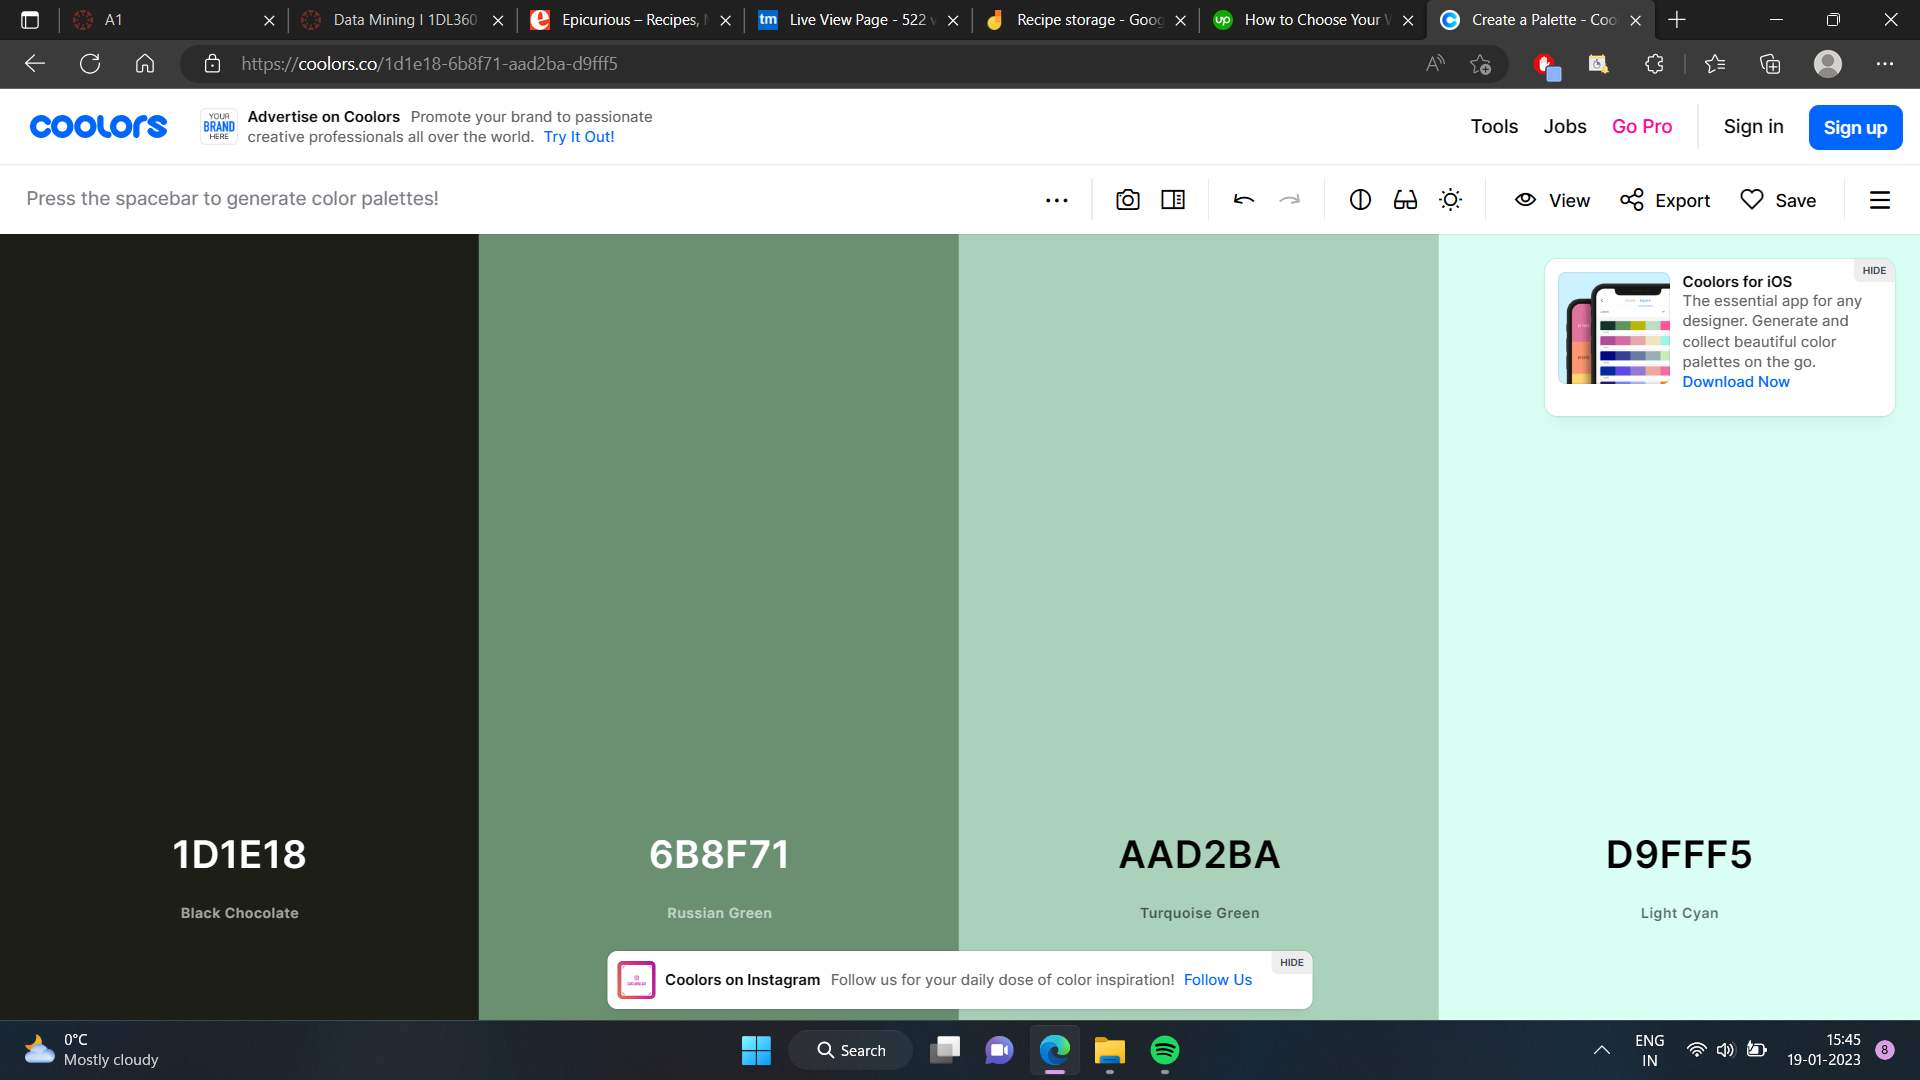 A1
Data Mining I 1DL360
Epicurious – Recipes,
tm
Live View Page - 522
Recipe storage - Goog
up
How to Choose Your
Create a Palette - Coo
https://coolors.co/1d1e18-6b8f71-aad2ba-d9fff5
coolors
YOUR
BRAND
HERE
Advertise on Coolors Promote your brand to passionate
creative professionals all over the world. Try It Out!
Tools
Jobs
Go Pro
Sign in
Sign up
Press the spacebar to generate color palettes!
View
Export
Save
HIDE
Coolors for iOS
The essential app for any
designer. Generate and
collect beautiful color
palettes on the go.
Download Now
1D1E18
6B8F71
AAD2BA
D9FFF5
Black Chocolate
Russian Green
Turquoise Green
Light Cyan
HIDE
Coolors on Instagram Follow us for your daily dose of color inspiration! Follow Us
0°C
Mostly cloudy
Search
ENG
IN
15:45
19-01-2023
8